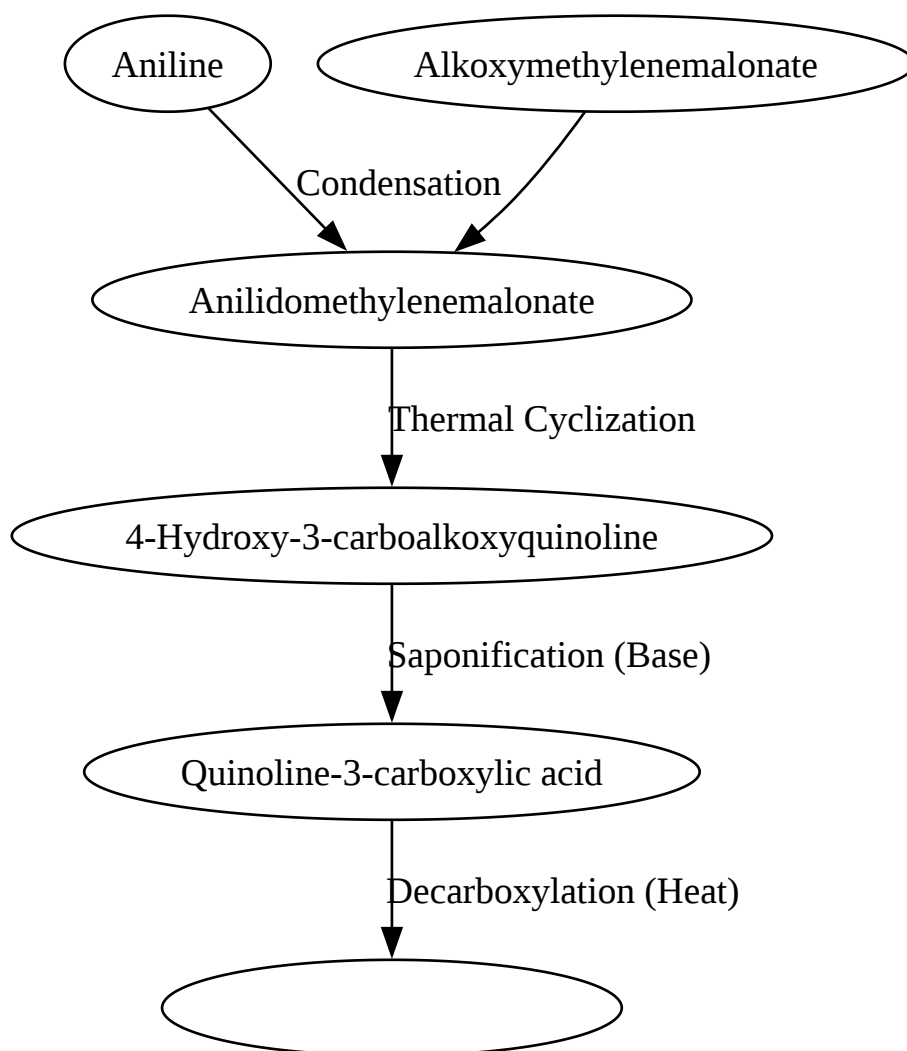 Aniline
Alkoxymethylenemalonate
Condensation
Anilidomethylenemalonate
Thermal Cyclization
4-Hydroxy-3-carboalkoxyquinoline
Saponification (Base)
Quinoline-3-carboxylic acid
Decarboxylation (Heat)